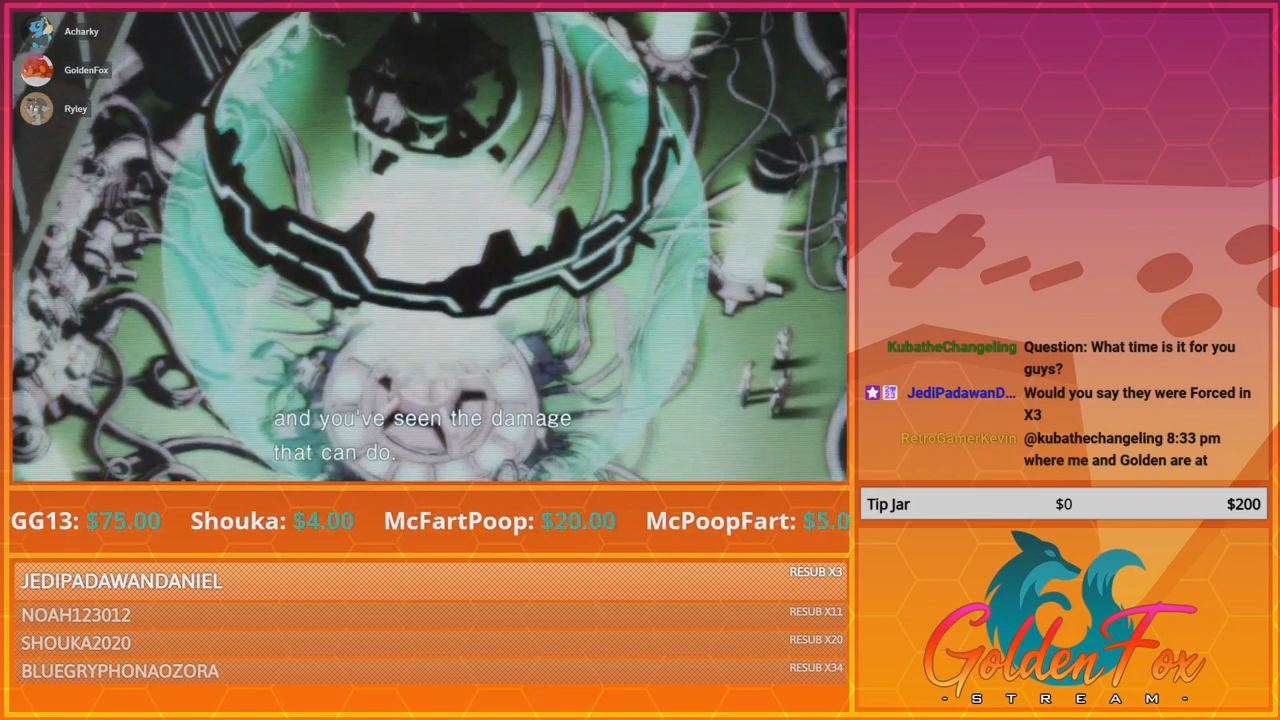 Acharky
GoldenFox
Ryley
and you've seen the damage
that can do.
KubatheChangeling Question: What time is it for you
guys?
JediPadawanD... Would you say they were Forced in
X3
RetroGamerKevin @kubathechangeling 8:33 pm
where me and Golden are at
Tip Jar $0 $200
GG13: $75.00 Shouka: $4.00 McFartPoop: $20.00 McPoopFart: $5.0
JEDIPADAWANDANIEL RESUB X3
NOAH123012 RESUB X11
SHOUKA2020 RESUB X20
BLUEGRYPHONAOZORA RESUB X34
GoldenFox
- S T R E A M -